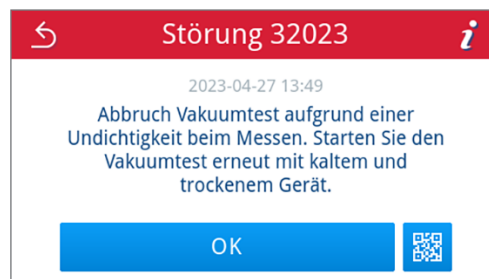 Störung 32023
i
2023-04-27 13:49
Abbruch Vakuumtest aufgrund einer
Undichtigkeit beim Messen. Starten Sie den
Vakuumtest erneut mit kaltem und
trockenem Gerät.
OK